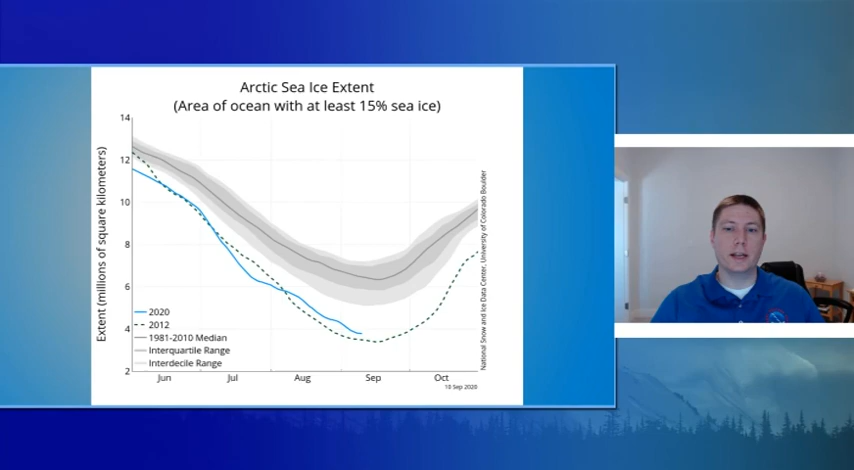 Arctic Sea Ice Extent
(Area of ocean with at least 15% sea ice)
Extent (millions of square kilometers)
14
12
10
8
6
4
2
2020
2012
1981-2010 Median
Interquartile Range
Interdecile Range
Jun
Jul
Aug
Sep
Oct
10 Sep 2020
National Snow and Ice Data Center, University of Colorado Boulder